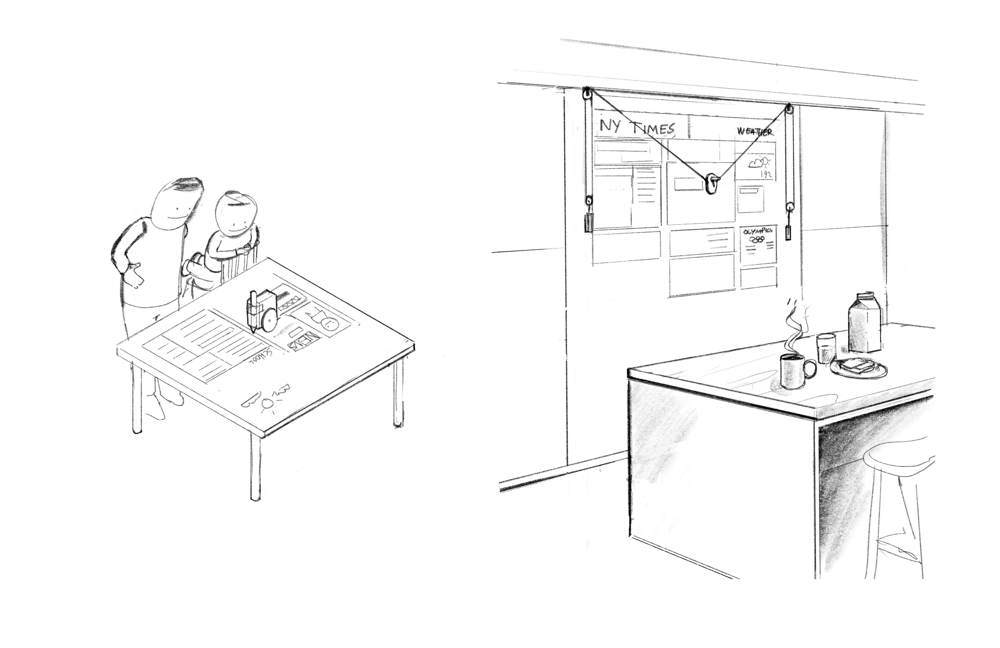 SCHOOL
NEWS
NY TIMES
WEATHER
19°C
OLYMPICS